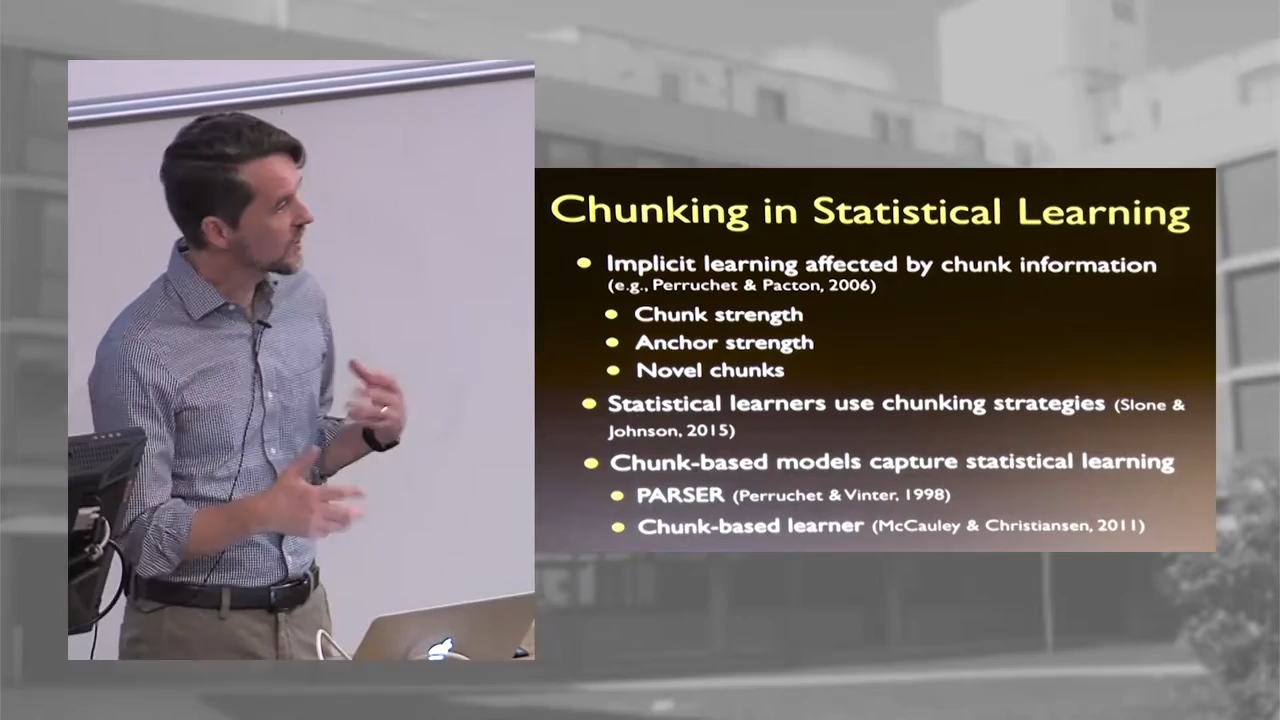 Chunking in Statistical Learning
Implicit learning affected by chunk information
(e.g., Perruchet & Pacton, 2006)
Chunk strength
Anchor strength
Novel chunks
Statistical learners use chunking strategies (Slone &
Johnson, 2015)
Chunk-based models capture statistical learning
PARSER (Perruchet & Vinter, 1998)
Chunk-based learner (McCauley & Christiansen, 2011)